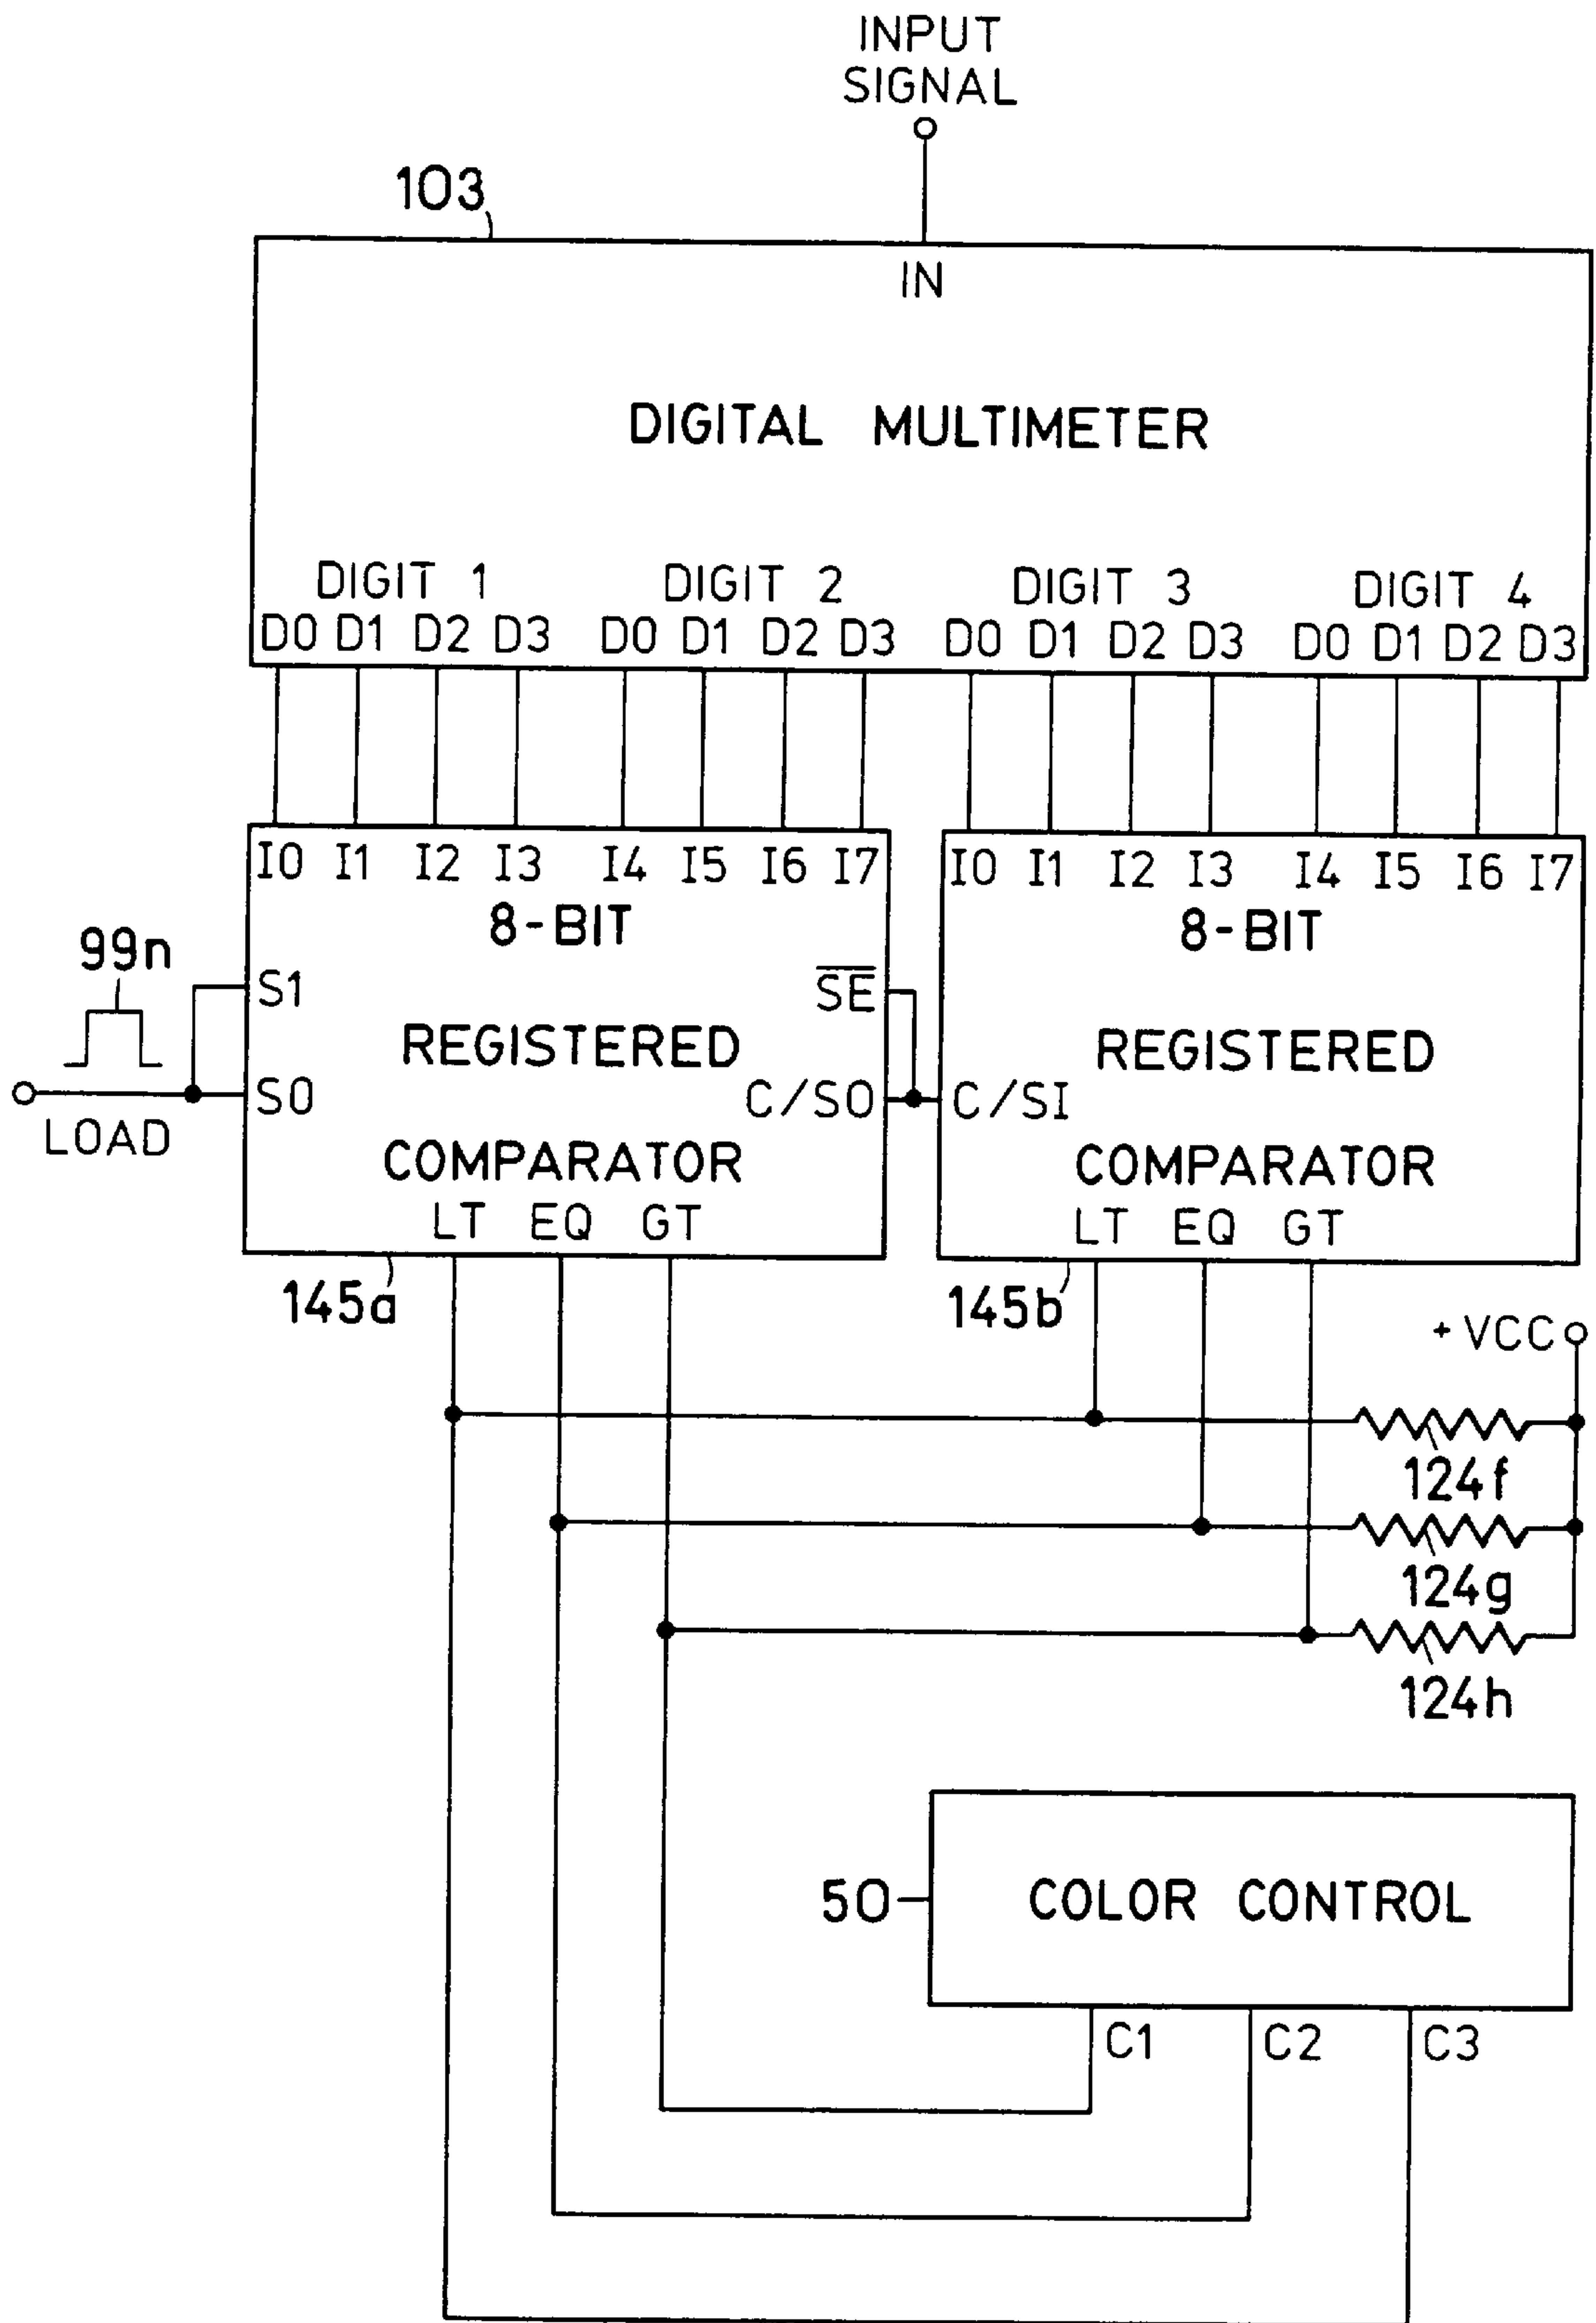 INPUT
SIGNAL
103
IN
DIGITAL MULTIMETER
DIGIT 1 DIGIT 2 DIGIT 3 DIGIT 4
D0 D1 D2 D3 D0 D1 D2 D3 D0 D1 D2 D3 D0 D1 D2 D3
I0 I1 I2 I3 I4 I5 I6 I7 I0 I1 I2 I3 I4 I5 I6 I7
8-BIT 8-BIT
99n
S1 SE
REGISTERED REGISTERED
S0 C/SO C/SI
LOAD
COMPARATOR COMPARATOR
LT EQ GT LT EQ GT
145a 145b
+VCC
124f
124g
124h
50 COLOR CONTROL
C1 C2 C3